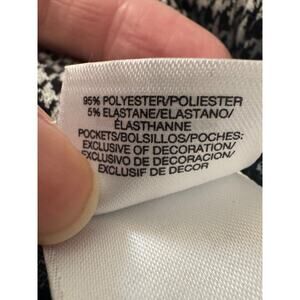 95% POLYESTER/POLIESTER
5% ELASTANE/ELASTANO/
ÉLASTHANNE
POCKETS/BOLSILLOS/POCHES:
EXCLUSIVE OF DECORATION/
EXCLUSIVO DE DECORACION/
EXCLUSIF DE DECOR